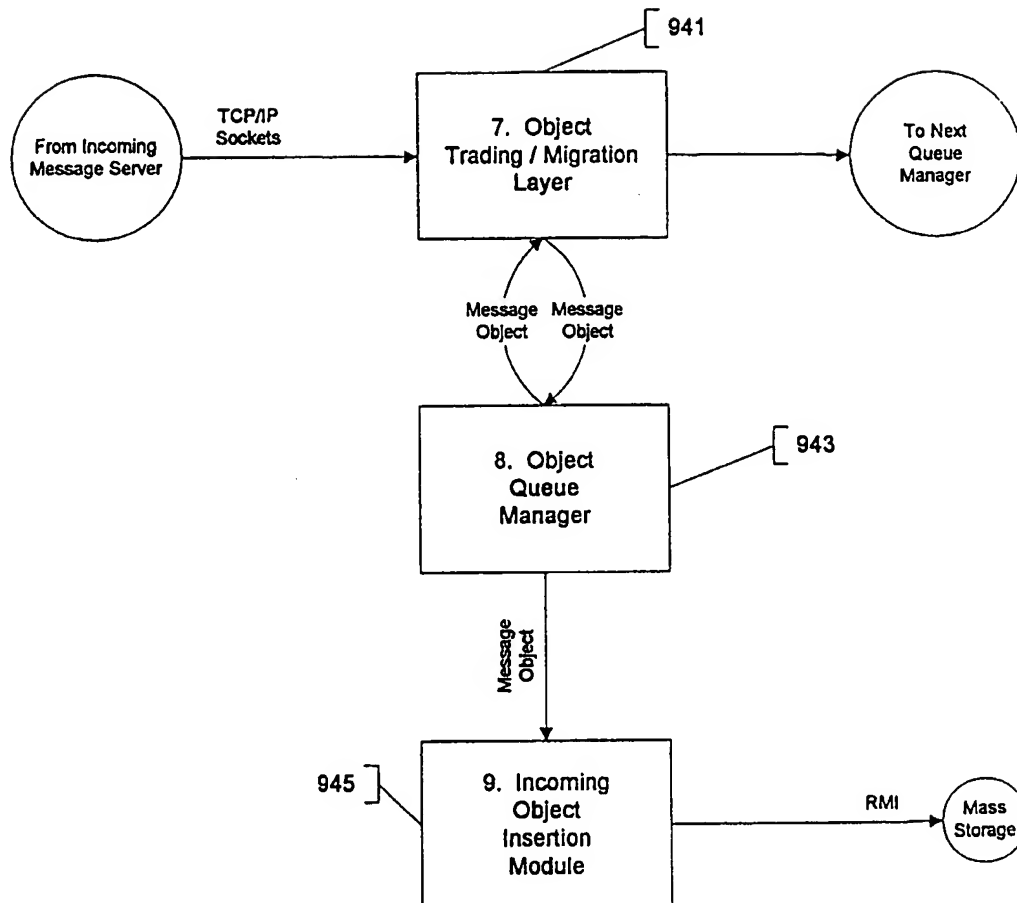 941
From Incoming
Message Server
TCP/IP
Sockets
7. Object
Trading / Migration
Layer
To Next
Queue
Manager
Message
Object
Message
Object
8. Object
Queue
Manager
943
Message
Object
945
9. Incoming
Object
Insertion
Module
RMI
Mass
Storage